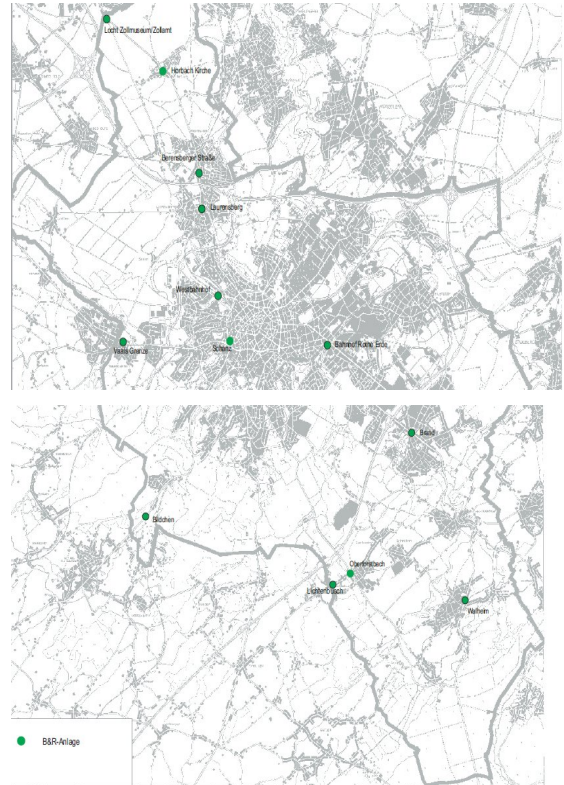 Locht Zollmuseum/Zollamt
Horbach Kirche
Berensberger Straße
Laurensberg
Westbahnhof
Schanz
Vaals Grenze
Bahnhof Rothe Erde
Brand
Bildchen
Oberforstbach
Lichtenbusch
Walheim
B&R-Anlage